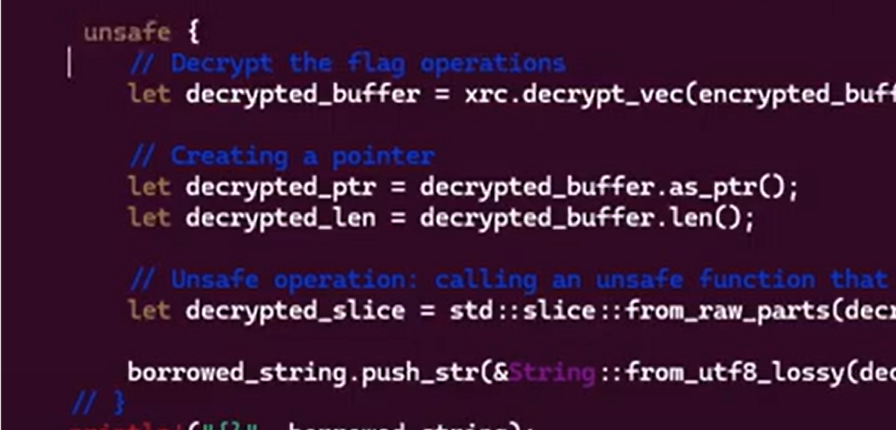 unsafe {
// Decrypt the flag operations
let decrypted_buffer = xrc.decrypt_vec(encrypted_buff
// Creating a pointer
let decrypted_ptr = decrypted_buffer.as_ptr();
let decrypted_len = decrypted_buffer.len();
// Unsafe operation: calling an unsafe function that
let decrypted_slice = std::slice::from_raw_parts(decr
borrowed_string.push_str(&String::from_utf8_lossy(dec
// }
println!("{}", borrowed_string);